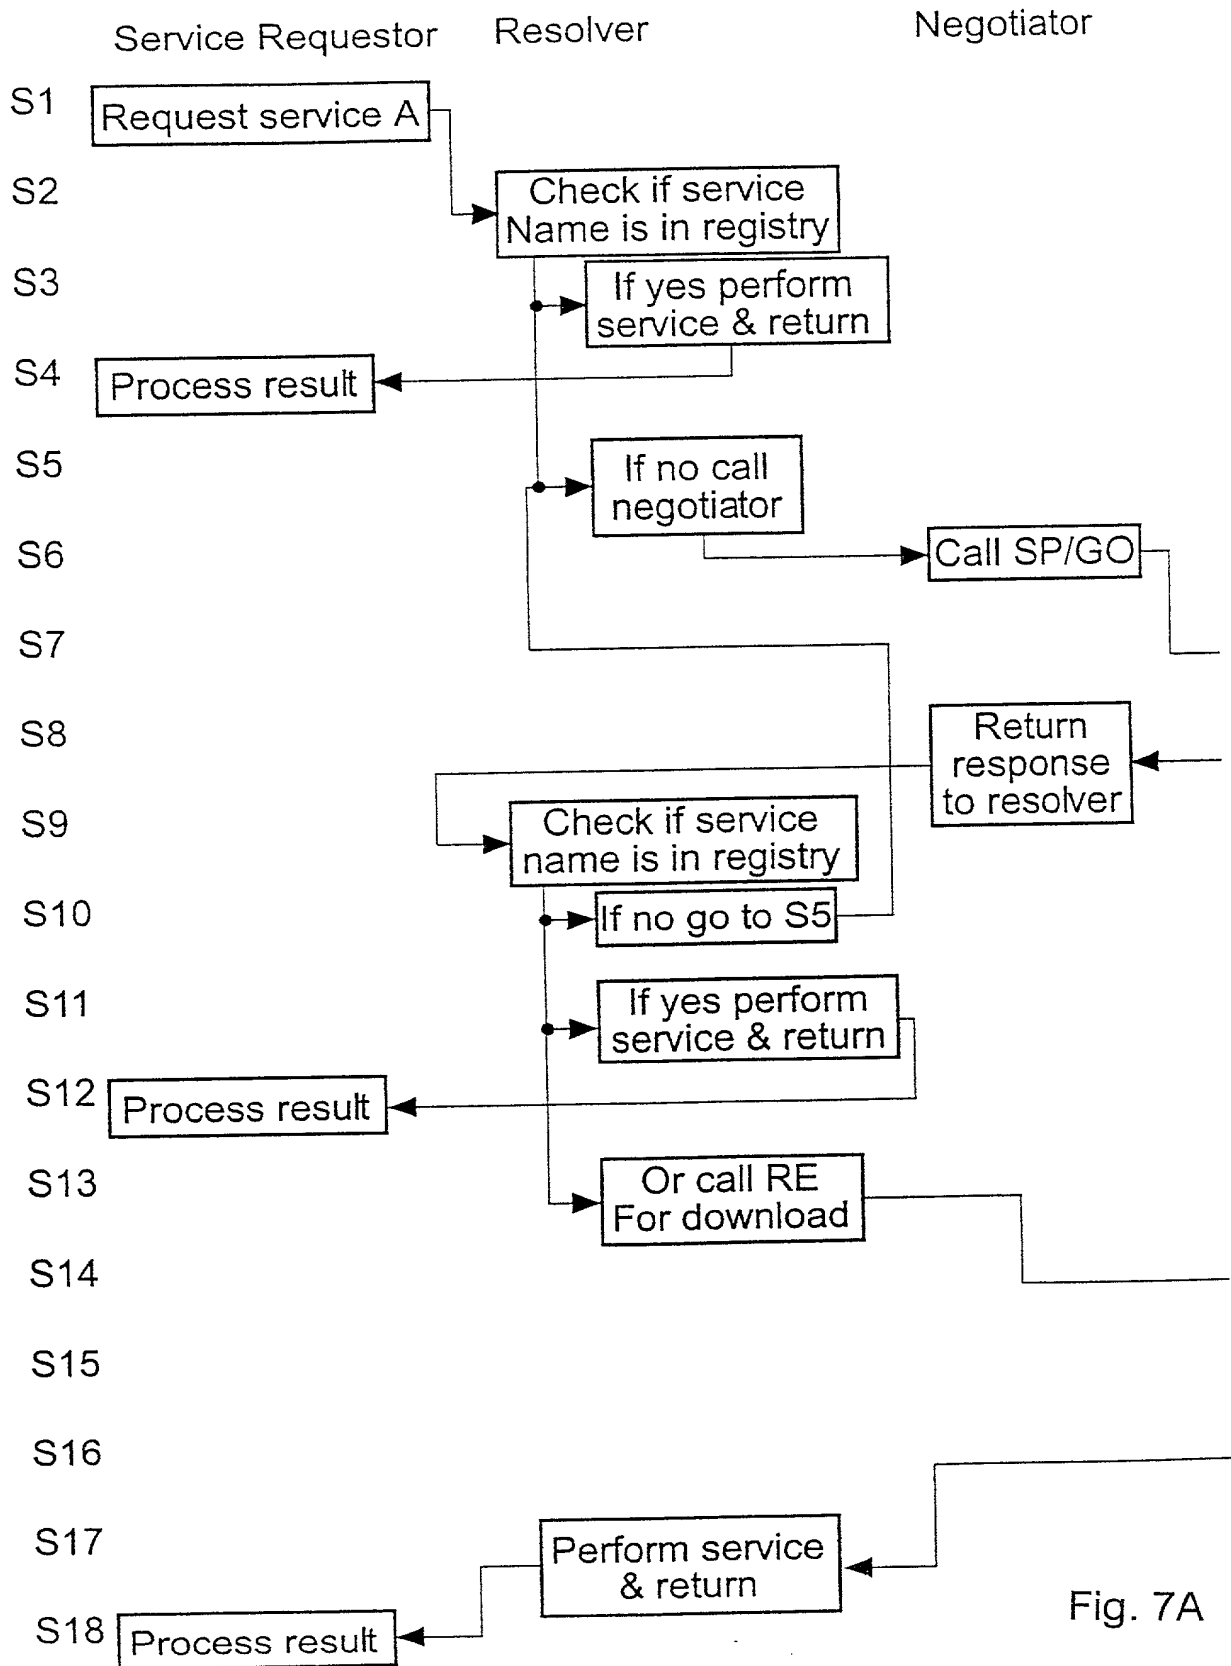 Service Requestor Resolver Negotiator
S1 Request service A
S2 Check if service
Name is in registry
S3 If yes perform
service & return
S4 Process result
S5 If no call
negotiator
S6 Call SP/GO
S7
S8 Return
response
to resolver
S9 Check if service
name is in registry
S10 If no go to S5
S11 If yes perform
service & return
S12 Process result
S13 Or call RE
For download
S14
S15
S16
S17 Perform service
& return
S18 Process result
Fig. 7A